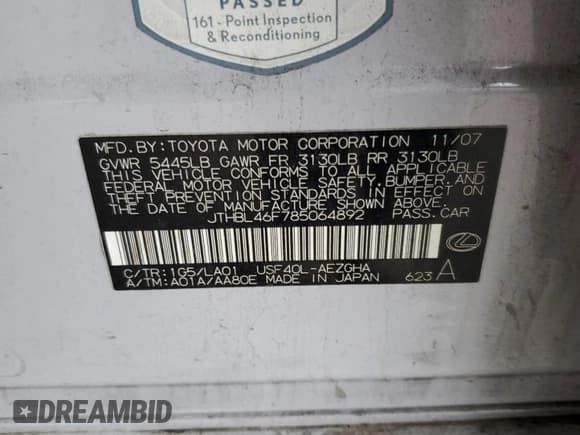 PASSED
161 - Point Inspection
& Reconditioning
MFD. BY: TOYOTA MOTOR CORPORATION 11/07
GVWR 5445LB GAWR FR 3130LB RR 3130LB
THIS VEHICLE CONFORMS TO ALL APPLICABLE
FEDERAL MOTOR VEHICLE SAFETY, BUMPER, AND
THEFT PREVENTION STANDARDS IN EFFECT ON
THE DATE OF MANUFACTURE SHOWN ABOVE.
JTHBL46F785064892 PASS. CAR
C/TR: 1G5/LA01 USF40L-AEZGHA
A/TM: A01A/AA80E MADE IN JAPAN 623 A
DREAMBID